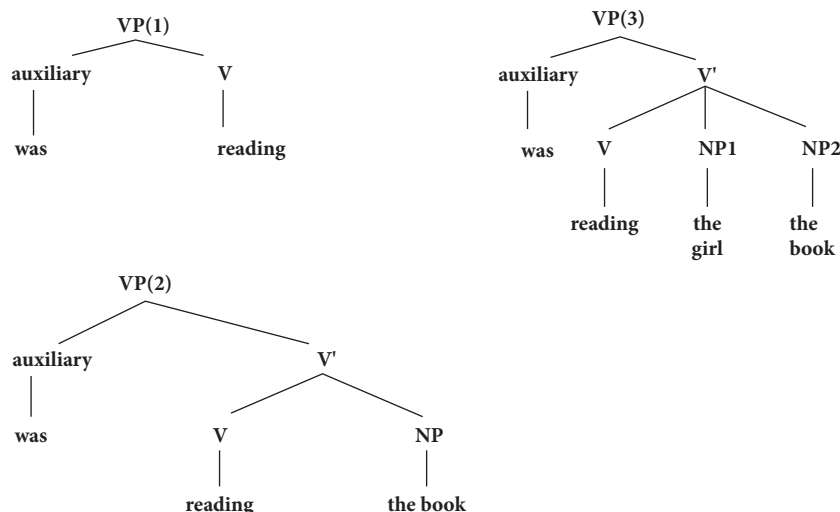 VP(1)
auxiliary V
was reading
VP(3)
auxiliary V'
was V NP1 NP2
reading the the
girl book
VP(2)
auxiliary V'
was V NP
reading the book